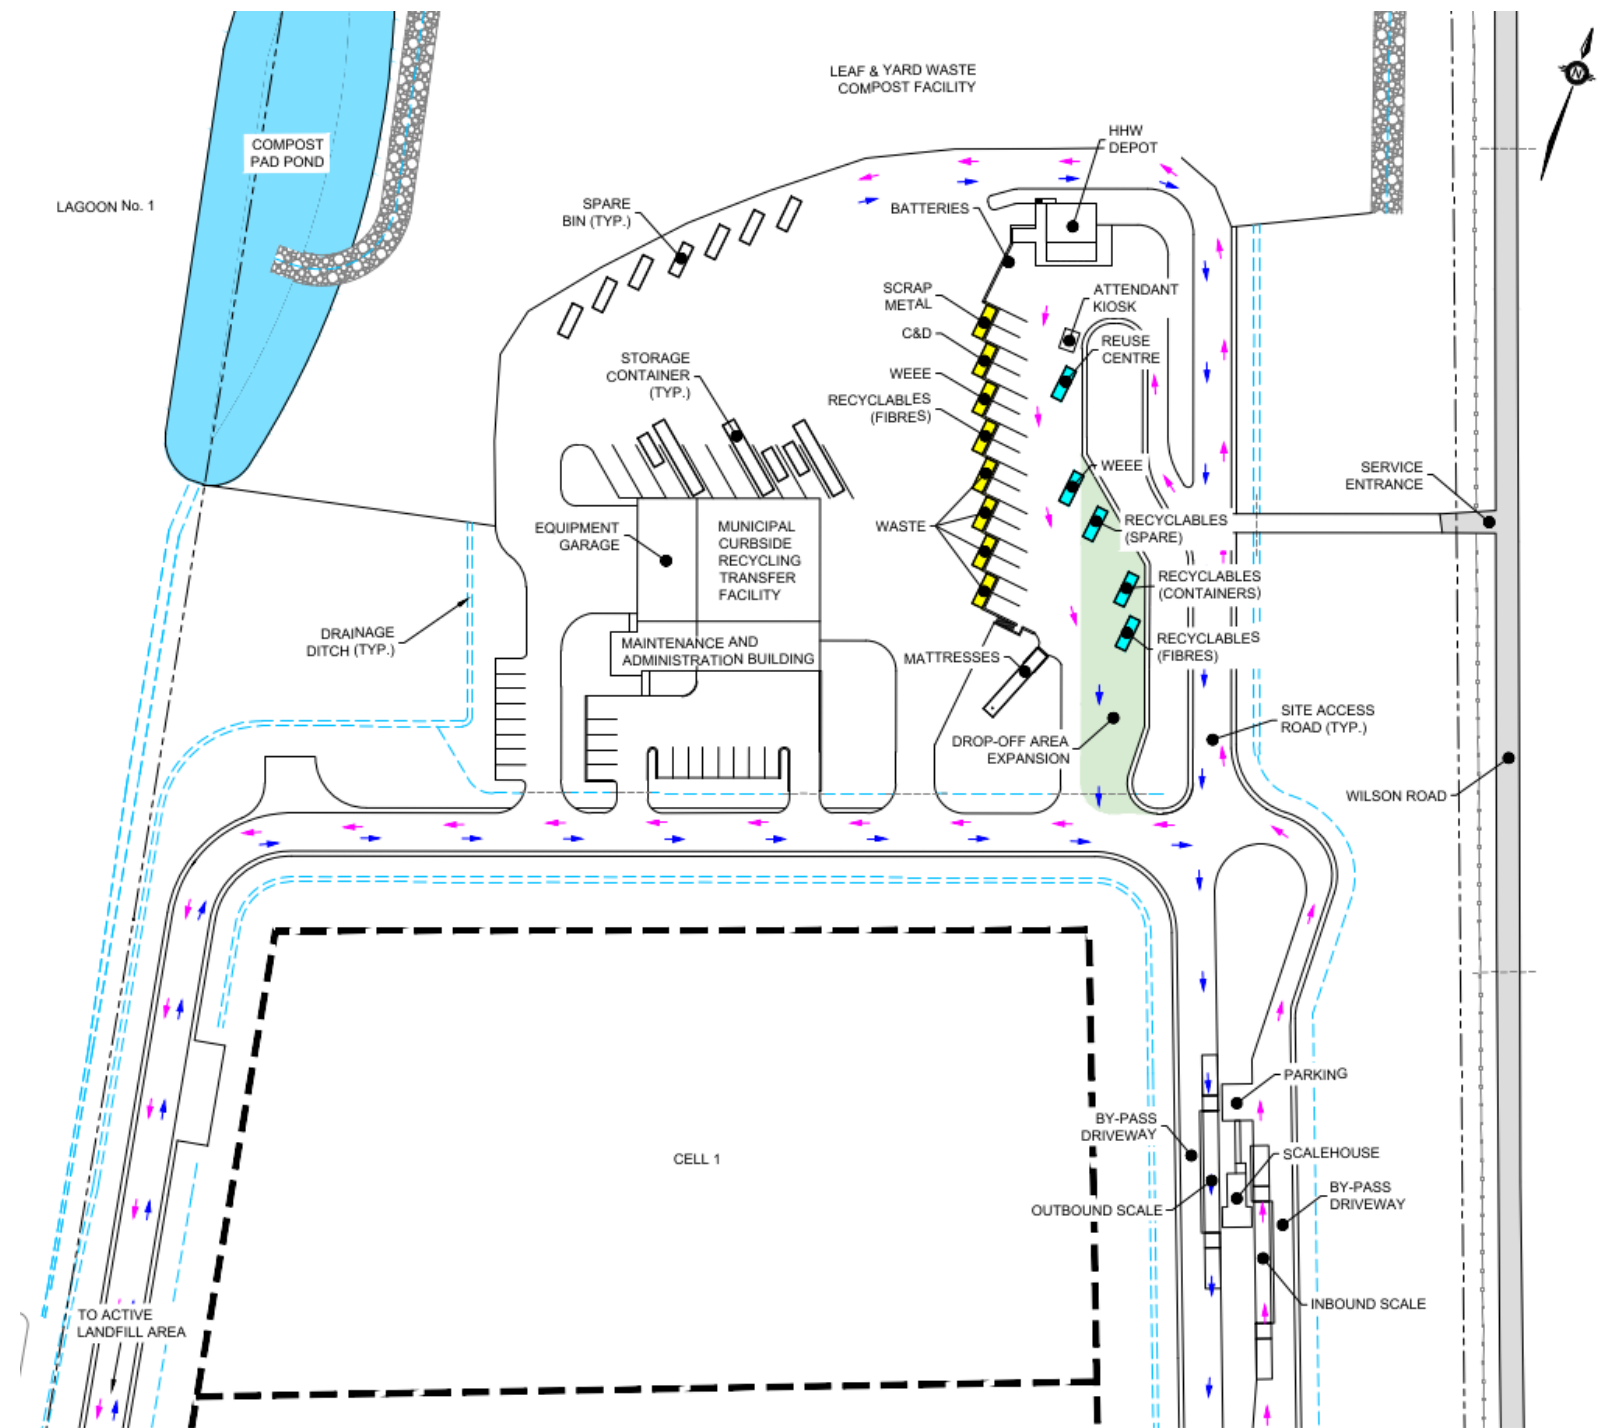 LEAF & YARD WASTE
COMPOST FACILITY
N
HHW
DEPOT
COMPOST
PAD POND
LAGOON No. 1
SPARE
BIN (TYP.)
BATTERIES
SCRAP
METAL
ATTENDANT
KIOSK
C&D
REUSE
CENTRE
STORAGE
CONTAINER
(TYP.)
WEEE
RECYCLABLES
(FIBRES)
WEEE
SERVICE
ENTRANCE
EQUIPMENT
GARAGE
MUNICIPAL
CURBSIDE
RECYCLING
TRANSFER
FACILITY
WASTE
RECYCLABLES
(SPARE)
RECYCLABLES
(CONTAINERS)
DRAINAGE
DITCH (TYP.)
MAINTENANCE AND
ADMINISTRATION BUILDING
MATTRESSES
RECYCLABLES
(FIBRES)
DROP-OFF AREA
EXPANSION
SITE ACCESS
ROAD (TYP.)
WILSON ROAD
PARKING
BY-PASS
DRIVEWAY
SCALEHOUSE
CELL 1
OUTBOUND SCALE
BY-PASS
DRIVEWAY
INBOUND SCALE
TO ACTIVE
LANDFILL AREA